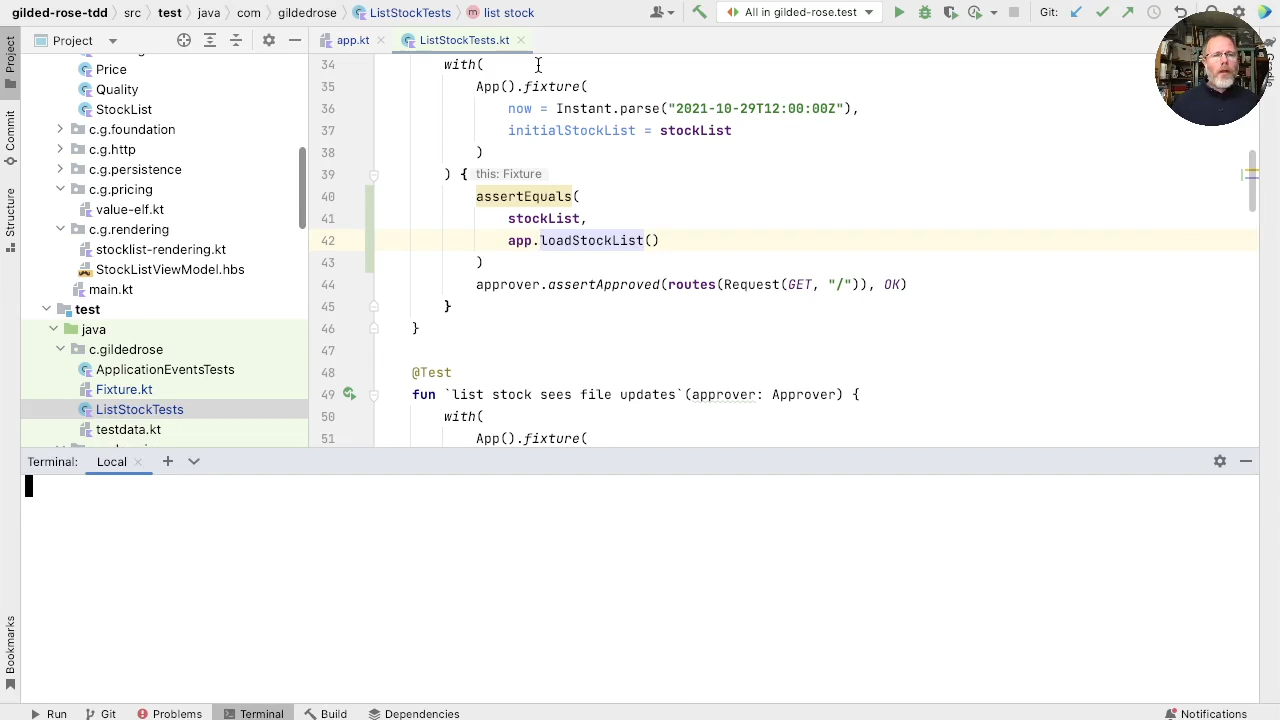 gilded-rose-tdd src test java com gildedrose ListStockTests list stock All in gilded-rose.test Git:
Project
Commit
Structure
Bookmarks
Project
Price
Quality
StockList
c.g.foundation
c.g.http
c.g.persistence
c.g.pricing
value-elf.kt
c.g.rendering
stocklist-rendering.kt
StockListViewModel.hbs
main.kt
test
java
c.gildedrose
ApplicationEventsTests
Fixture.kt
ListStockTests
testdata.kt
app.kt ListStockTests.kt
34 with(
35 App().fixture(
36 now = Instant.parse("2021-10-29T12:00:00Z"),
37 initialStockList = stockList
38 )
39 ) { this: Fixture
40 assertEquals(
41 stockList,
42 app.loadStockList()
43 )
44 approver.assertApproved(routes(Request(GET, "/")), OK)
45 }
46 }
47
48 @Test
49 fun `list stock sees file updates`(approver: Approver) {
50 with(
51 App().fixture(
Terminal: Local
Run Git Problems Terminal Build Dependencies Notifications